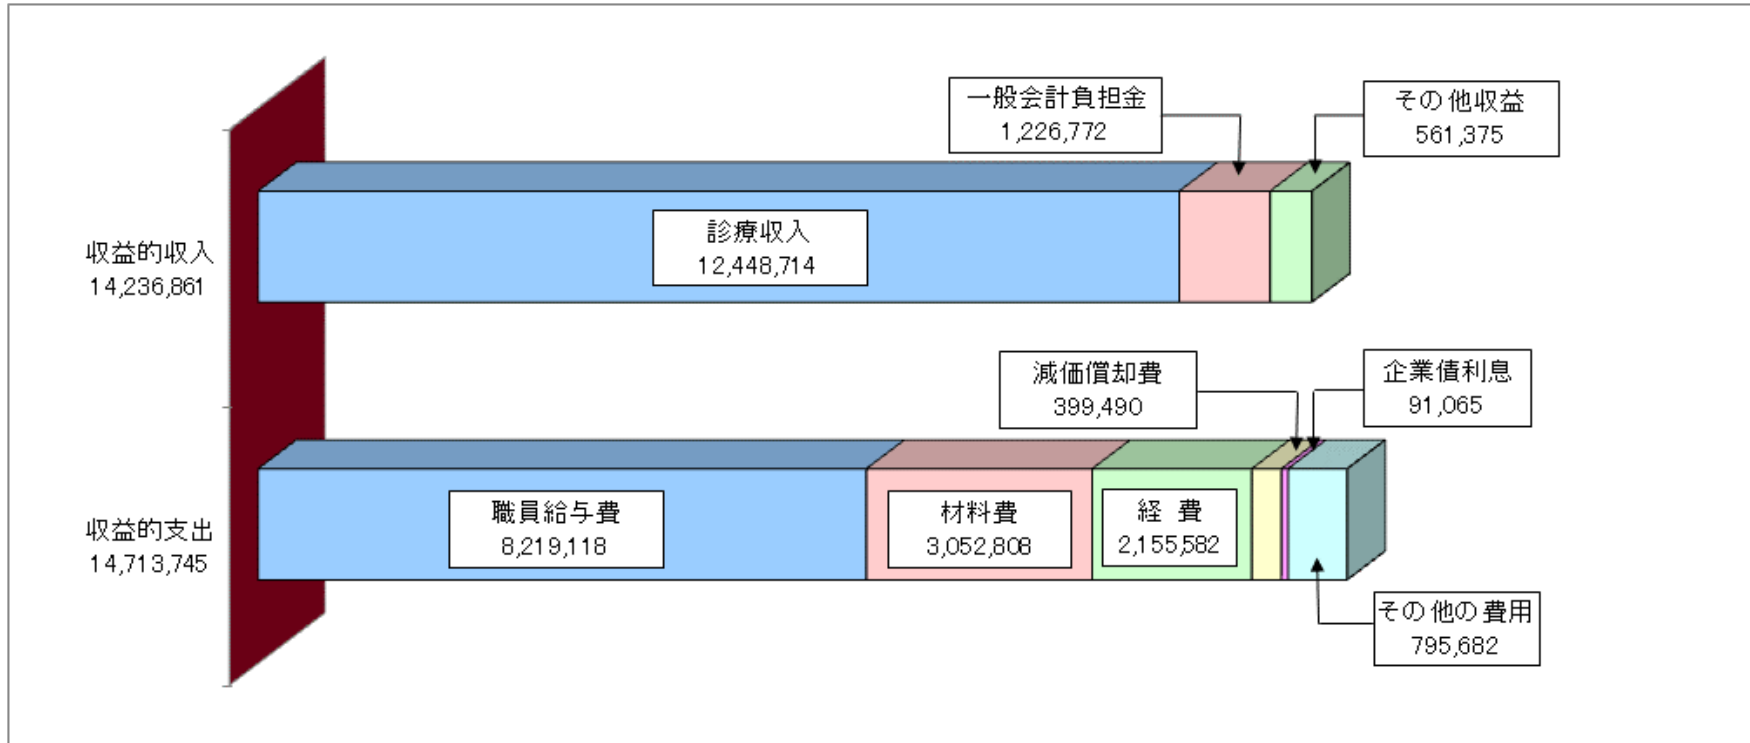 一般会計負担金
1,226,772
その他収益
561,375
診療収入
12,448,714
収益的収入
14,236,861
減価償却費
399,490
企業債利息
91,065
職員給与費
8,219,118
材料費
3,052,808
経 費
2,155,582
収益的支出
14,713,745
その他の費用
795,682